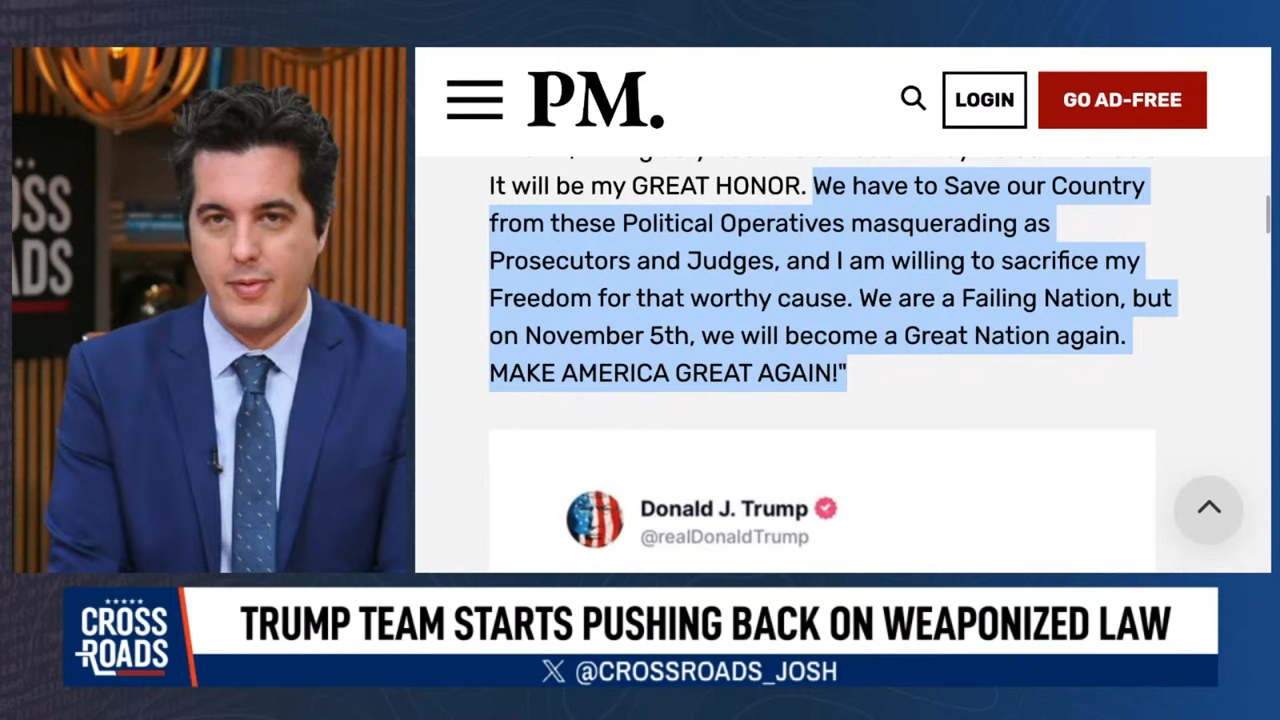 PM.
LOGIN
GO AD-FREE
It will be my GREAT HONOR. We have to Save our Country
from these Political Operatives masquerading as
Prosecutors and Judges, and I am willing to sacrifice my
Freedom for that worthy cause. We are a Failing Nation, but
on November 5th, we will become a Great Nation again.
MAKE AMERICA GREAT AGAIN!"
Donald J. Trump
@realDonaldTrump
CROSS
ROADS
TRUMP TEAM STARTS PUSHING BACK ON WEAPONIZED LAW
X @CROSSROADS_JOSH